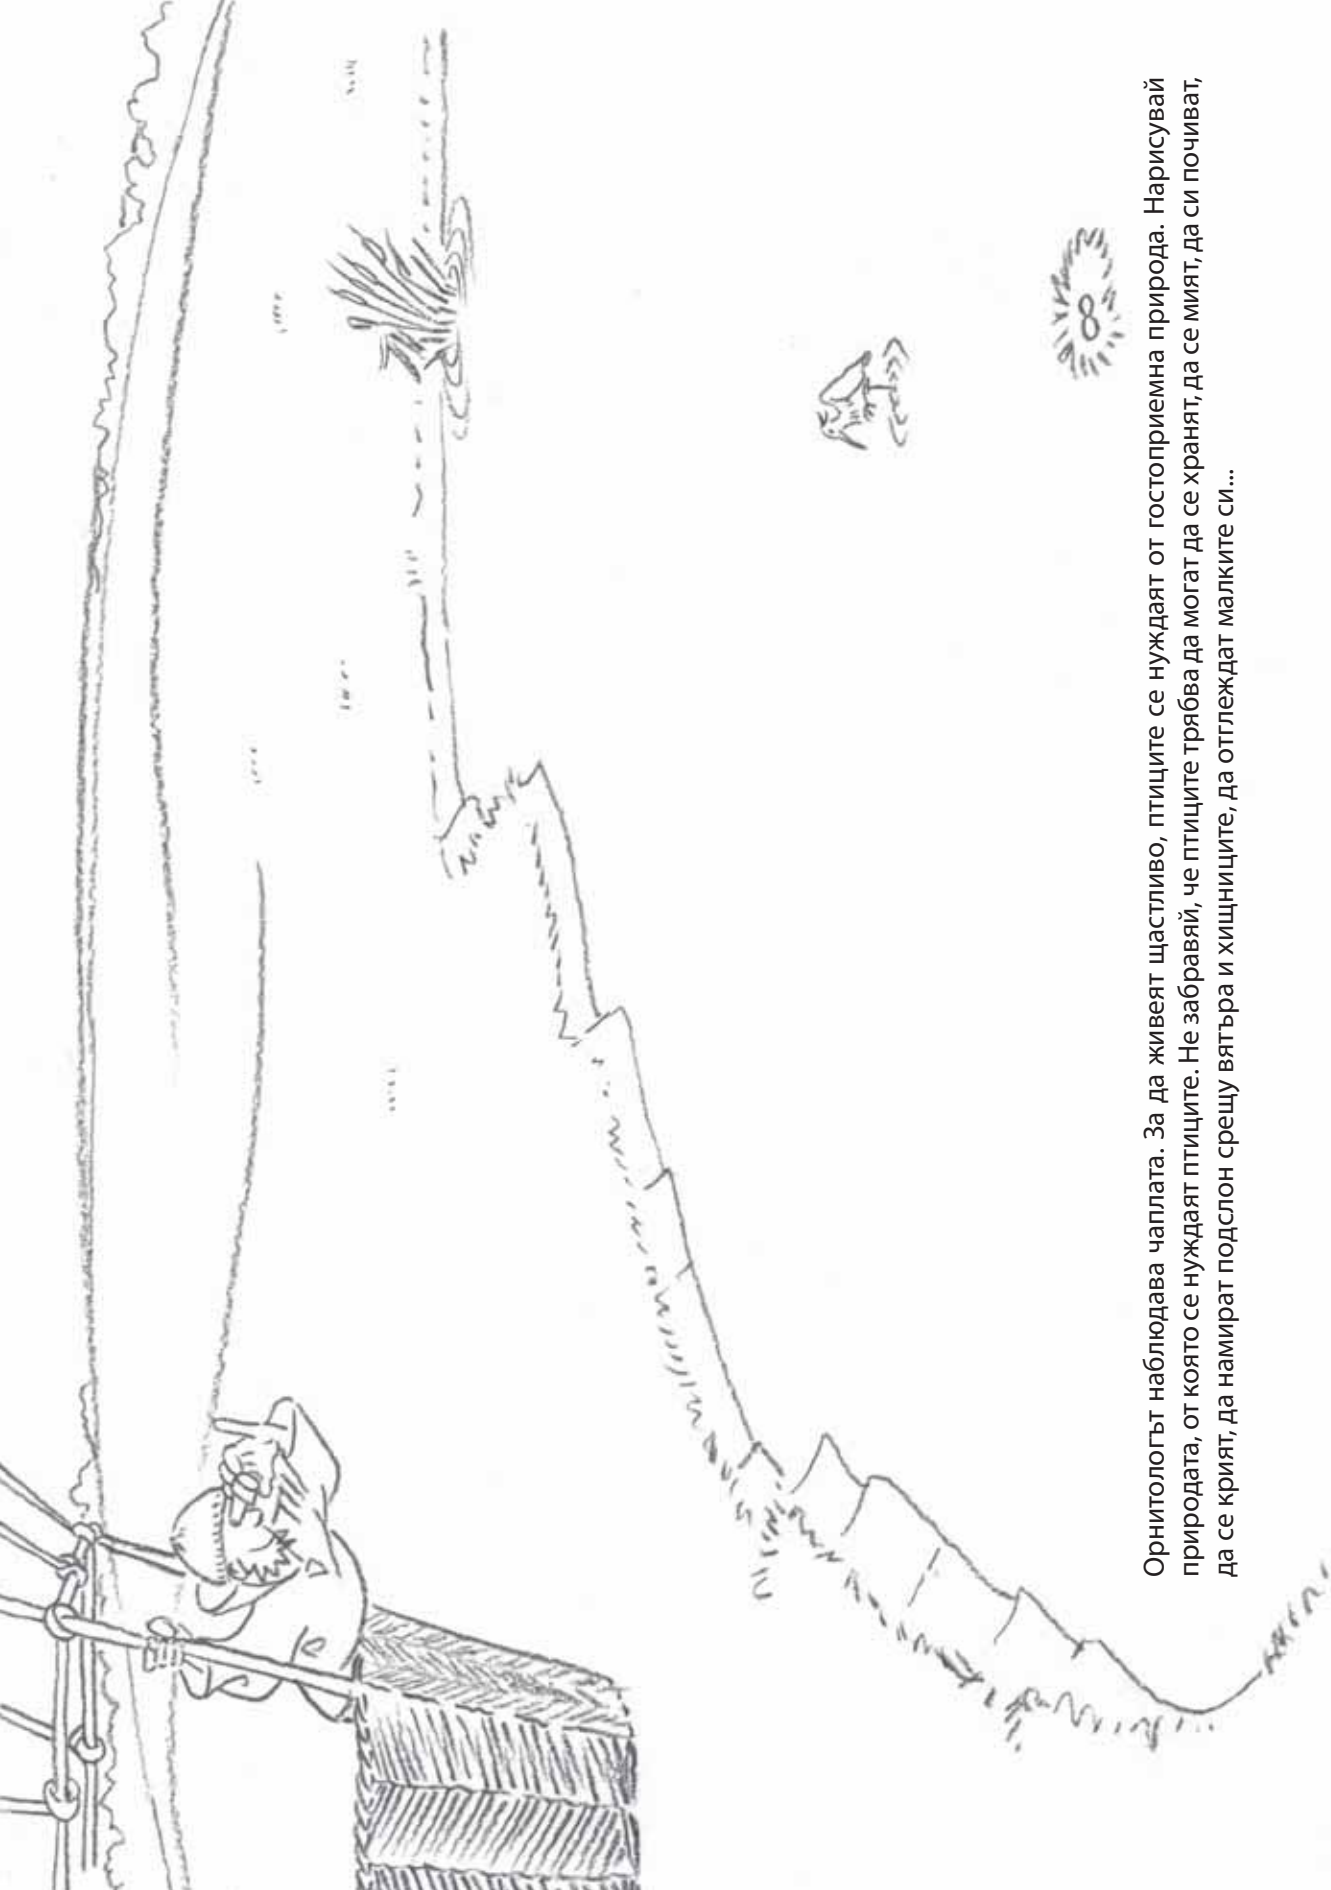 Орнитологът наблюдава чаплата. За да живеят щастливо, птиците се нуждаят от гостоприемна природа. Нарисувай
природата, от която се нуждаят птиците. Не забравяй, че птиците трябва да могат да се хранят, да се мият, да си почиват,
да се крият, да намират подслон срещу вятъра и хищниците, да отглеждат малките си...
8